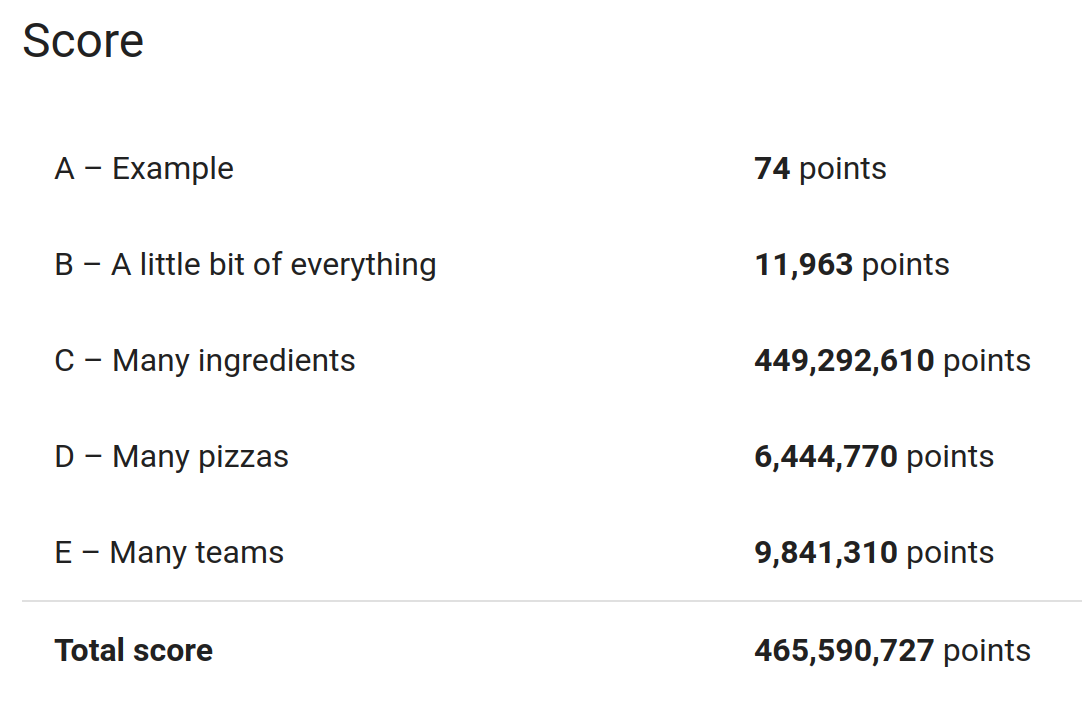 Score
A – Example 74 points
B – A little bit of everything 11,963 points
C – Many ingredients 449,292,610 points
D – Many pizzas 6,444,770 points
E – Many teams 9,841,310 points
Total score 465,590,727 points